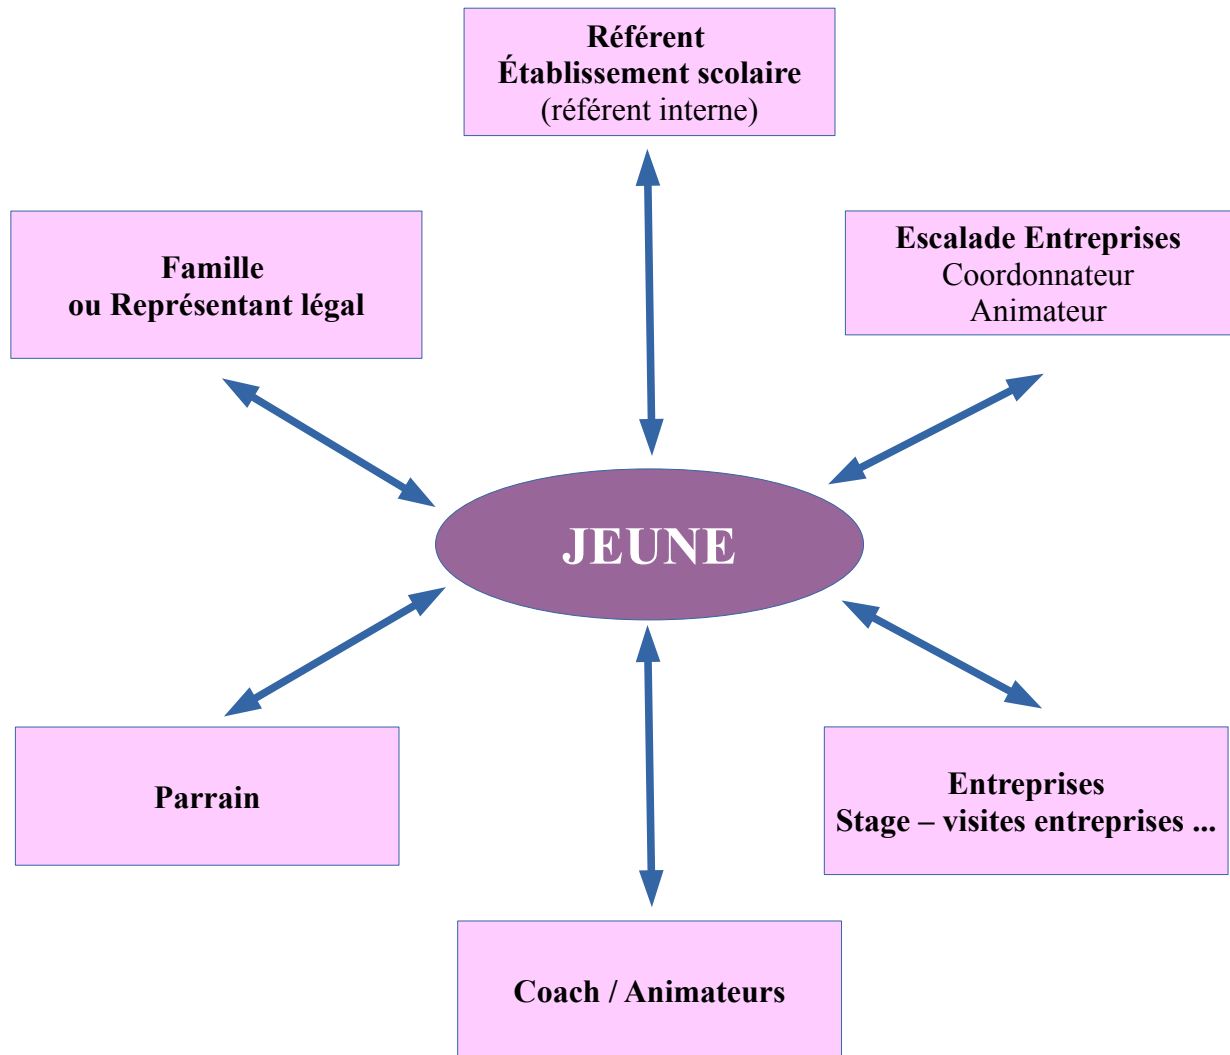 Référent
Établissement scolaire
(référent interne)
Famille
ou Représentant légal
Escalade Entreprises
Coordonnateur
Animateur
JEUNE
Parrain
Entreprises
Stage – visites entreprises ...
Coach / Animateurs